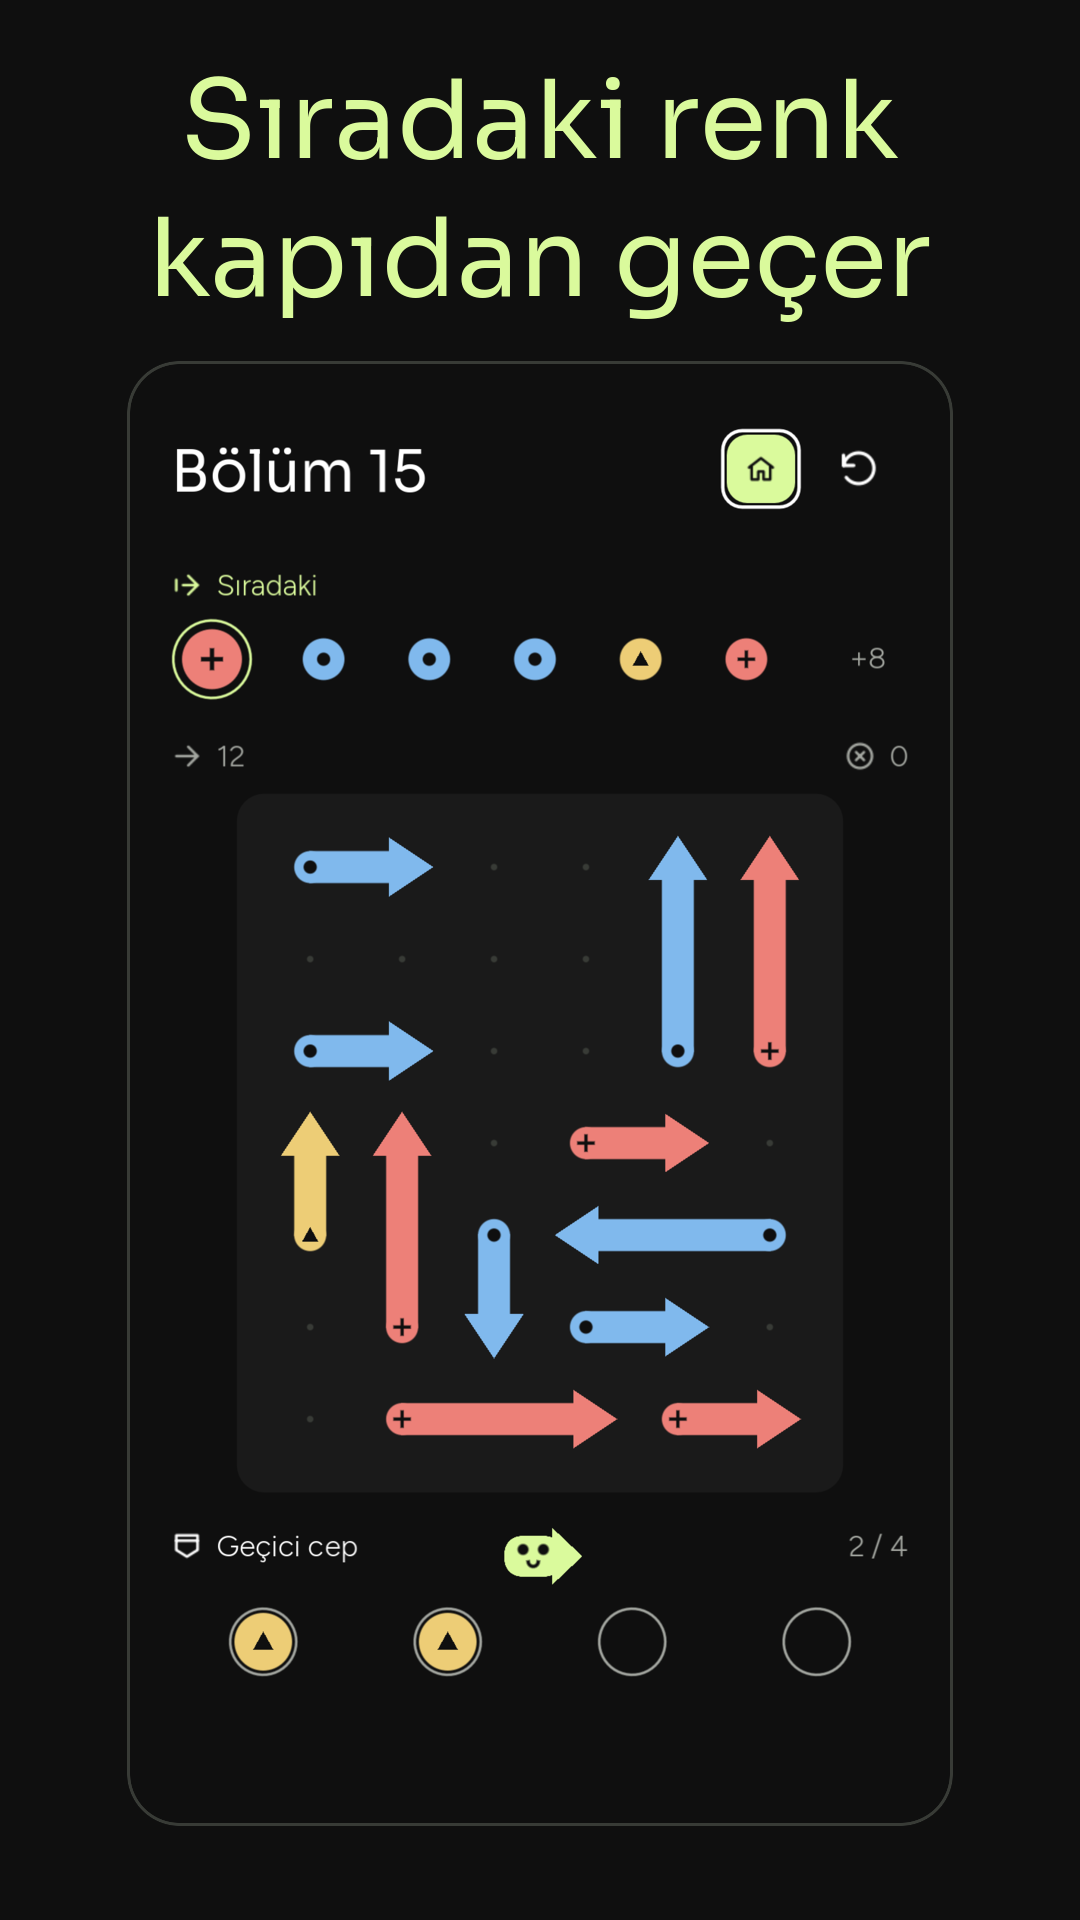 Sıradaki renk
kapıdan geçer
Bölüm 15
Sıradaki
+8
12
0
Geçici cep
2 / 4